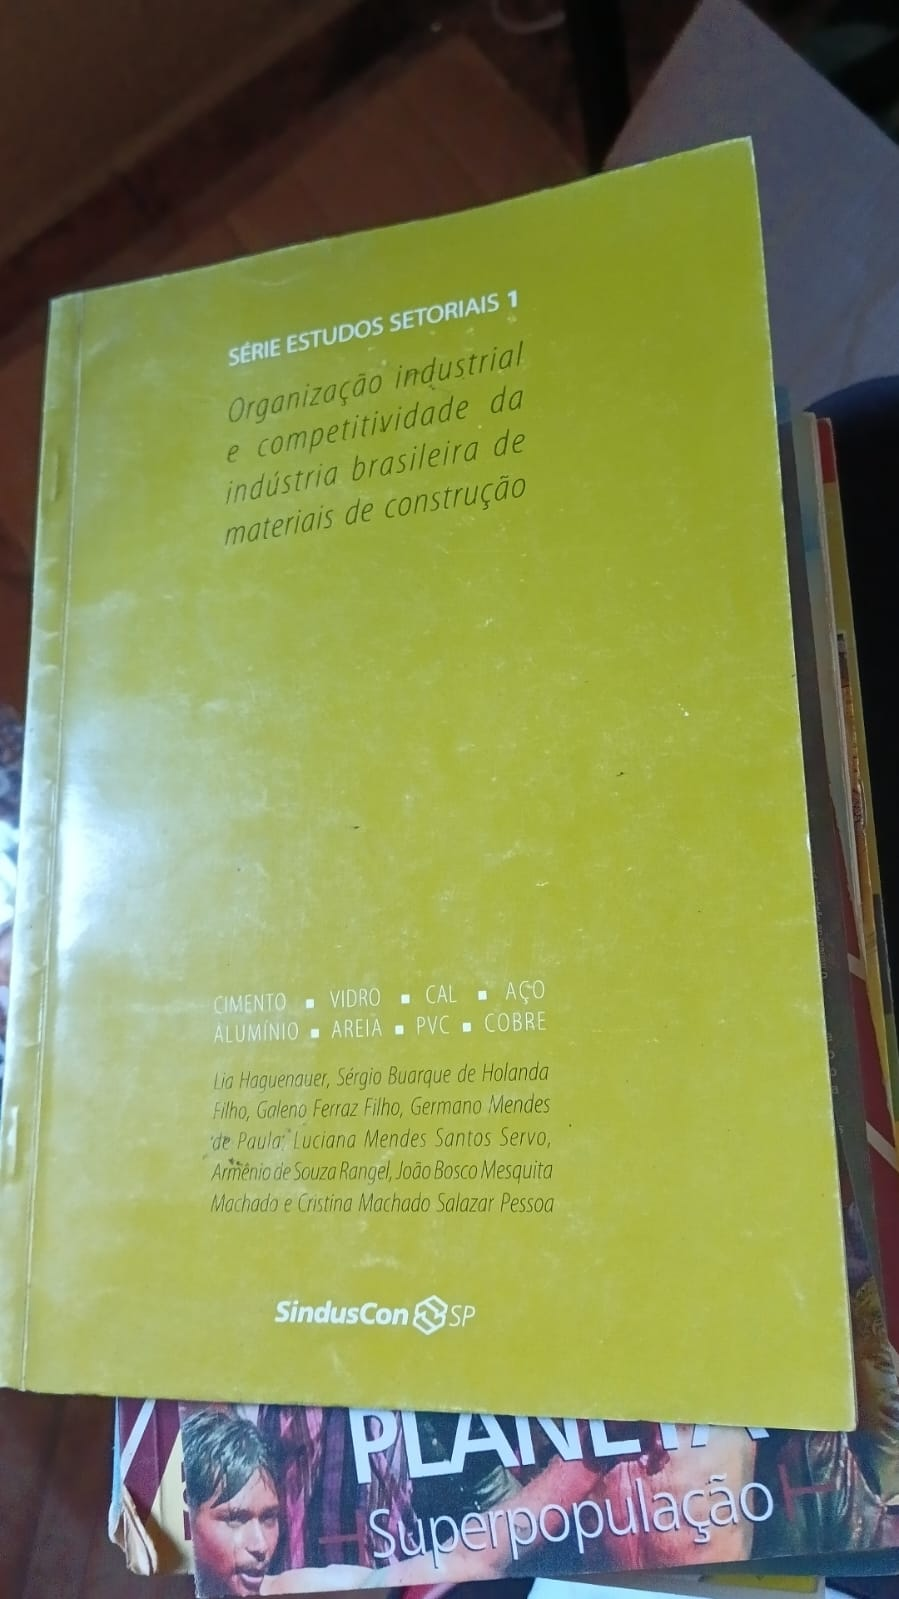 SÉRIE ESTUDOS SETORIAIS 1
Organização industrial
e competitividade da
indústria brasileira de
materiais de construção
CIMENTO ▪ VIDRO ▪ CAL ▪ AÇO
ALUMÍNIO ▪ AREIA ▪ PVC ▪ COBRE
Lia Haguenauer, Sérgio Buarque de Holanda
Filho, Galeno Ferraz Filho, Germano Mendes
de Paula, Luciana Mendes Santos Servo,
Armênio de Souza Rangel, João Bosco Mesquita
Machado e Cristina Machado Salazar Pessoa
SindusCon SP
PLANETA
Superpopulação